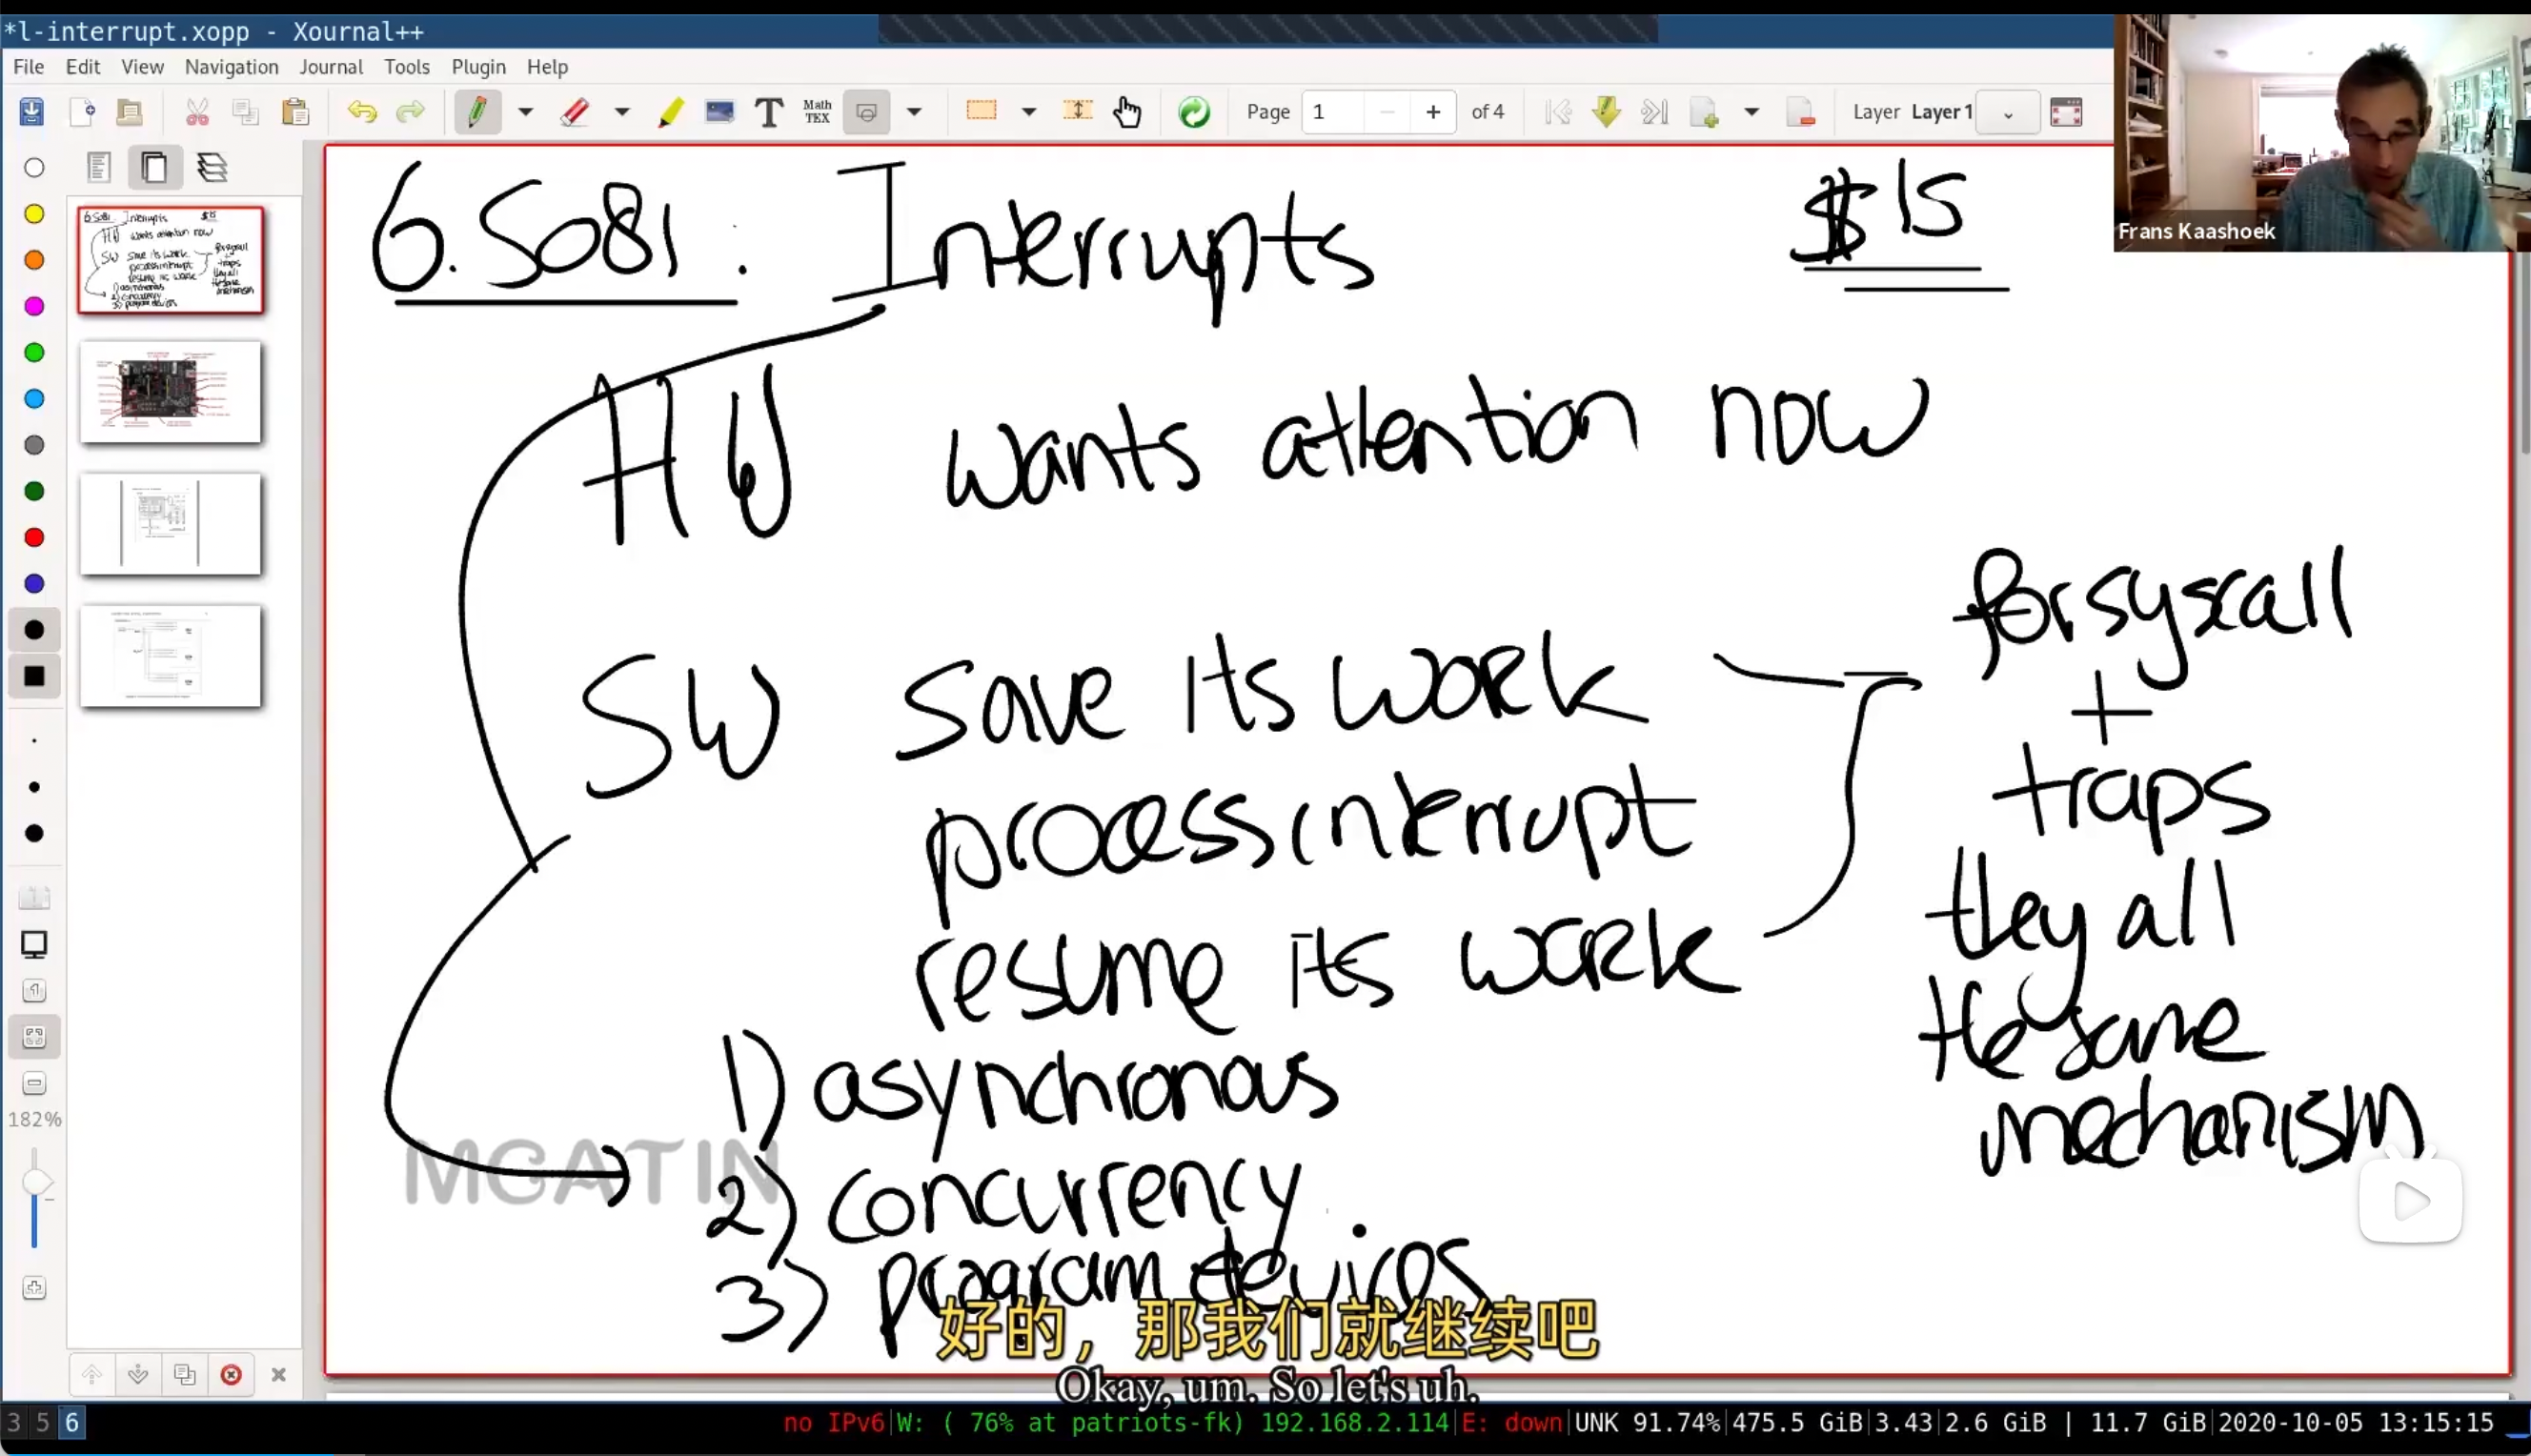 *l-interrupt.xopp - Xournal++
File Edit View Navigation Journal Tools Plugin Help
Math TEX
Page 1 of 4
Layer Layer 1
Frans Kaashoek
6.S081: Interrupts
$15
HW wants attention now
SW save its work
process interrupt
resume its work
for syscall
+
traps
they all
the same
mechanism
1) asynchronous
2) concurrency
3) program devices
MCATIN
182%
好的，那我们就继续吧
Okay, um. So let's uh.
3 5 6
no IPv6|W: ( 76% at patriots-fk) 192.168.2.114|E: down|UNK 91.74%|475.5 GiB|3.43|2.6 GiB | 11.7 GiB|2020-10-05 13:15:15